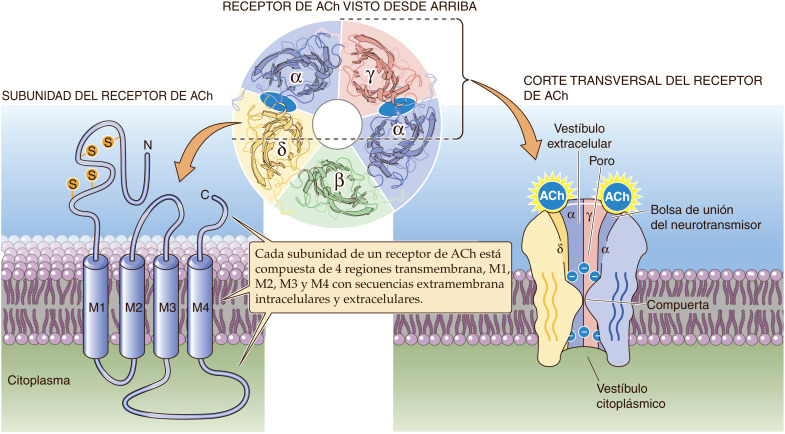 RECEPTOR DE ACh VISTO DESDE ARRIBA
SUBUNIDAD DEL RECEPTOR DE ACh
CORTE TRANSVERSAL DEL RECEPTOR
DE ACh
α
γ
α
δ
β
S
S
S
S
N
C
M1
M2
M3
M4
Citoplasma
Cada subunidad de un receptor de ACh está
compuesta de 4 regiones transmembrana, M1,
M2, M3 y M4 con secuencias extramembrana
intracelulares y extracelulares.
Vestíbulo
extracelular
Poro
ACh
ACh
α
γ
δ
α
Bolsa de unión
del neurotransmisor
Compuerta
Vestíbulo
citoplásmico